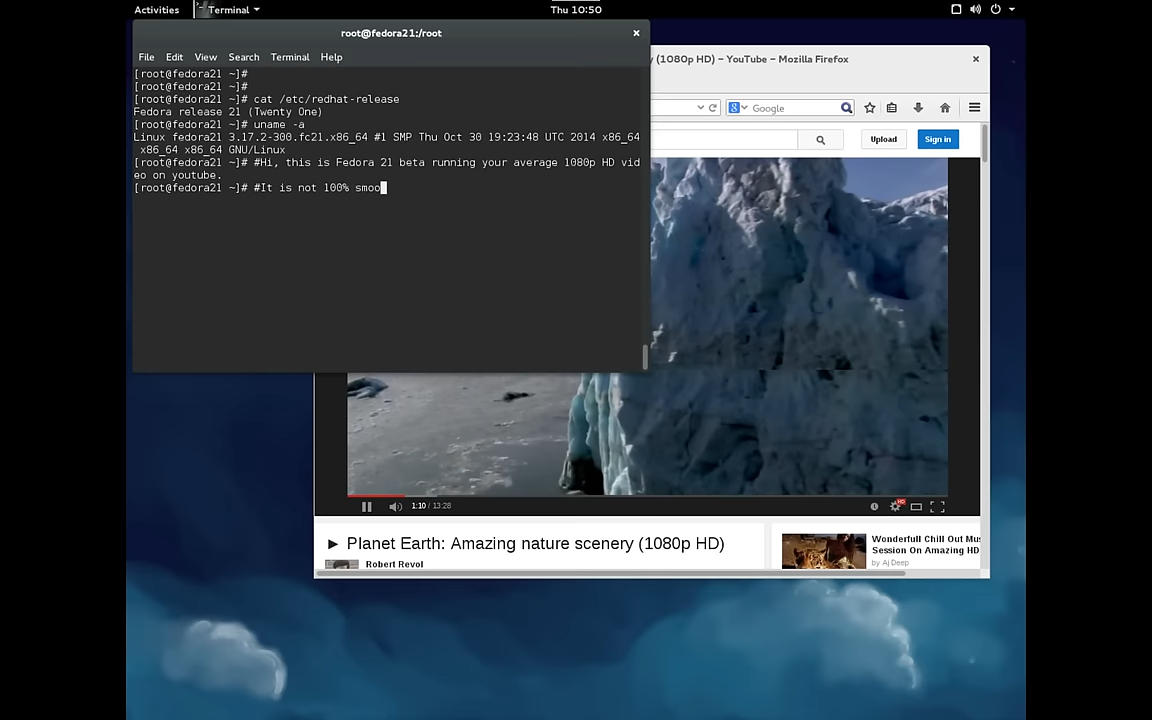 Activities
Terminal
Thu 10:50
root@fedora21:/root
File Edit View Search Terminal Help
[root@fedora21 ~]#
[root@fedora21 ~]#
[root@fedora21 ~]# cat /etc/redhat-release
Fedora release 21 (Twenty One)
[root@fedora21 ~]# uname -a
Linux fedora21 3.17.2-300.fc21.x86_64 #1 SMP Thu Oct 30 19:23:48 UTC 2014 x86_64
x86_64 x86_64 GNU/Linux
[root@fedora21 ~]# #Hi, this is Fedora 21 beta running your average 1080p HD vid
eo on youtube.
[root@fedora21 ~]# #It is not 100% smoo
(1080p HD) – YouTube – Mozilla Firefox
Google
Upload
Sign in
1:10 / 13:28
HD
► Planet Earth: Amazing nature scenery (1080p HD)
Robert Revol
Wonderfull Chill Out Mus
Session On Amazing HD
by Aj Deep